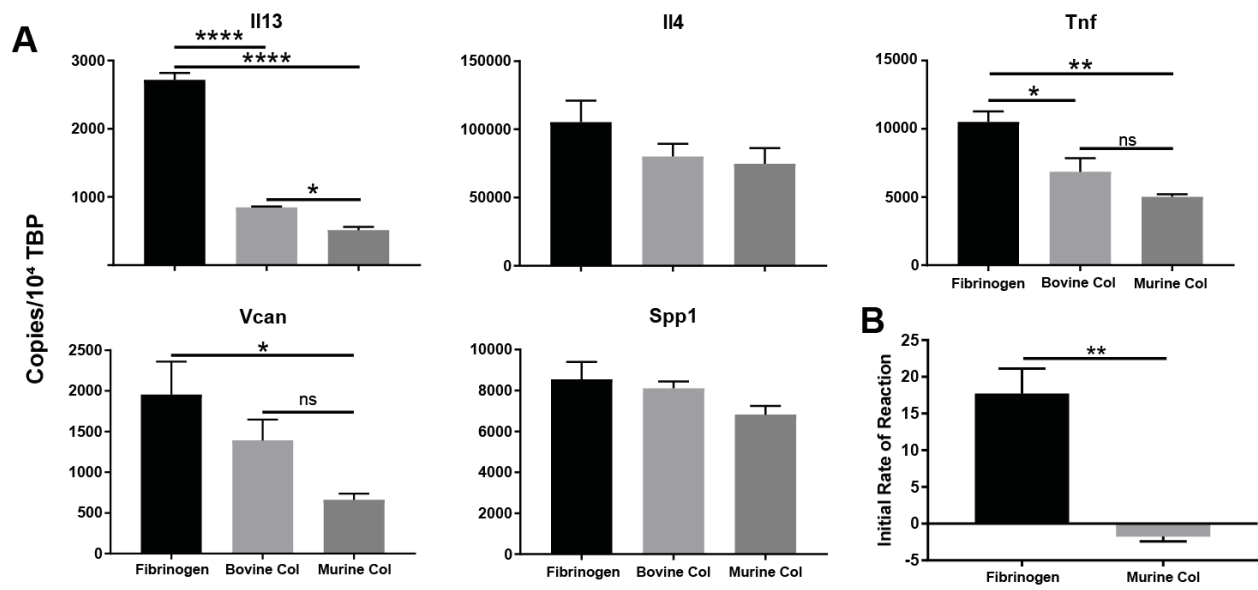 A
Il13
Il4
Tnf
Copies/10⁴ TBP
3000
2000
1000
****
****
*
150000
100000
50000
0
15000
10000
5000
0
**
*
ns
Fibrinogen
Bovine Col
Murine Col
Vcan
2500
2000
1500
1000
500
0
*
ns
Fibrinogen
Bovine Col
Murine Col
Spp1
10000
8000
6000
4000
2000
0
Fibrinogen
Bovine Col
Murine Col
B
Initial Rate of Reaction
25
20
15
10
5
0
-5
**
Fibrinogen
Murine Col